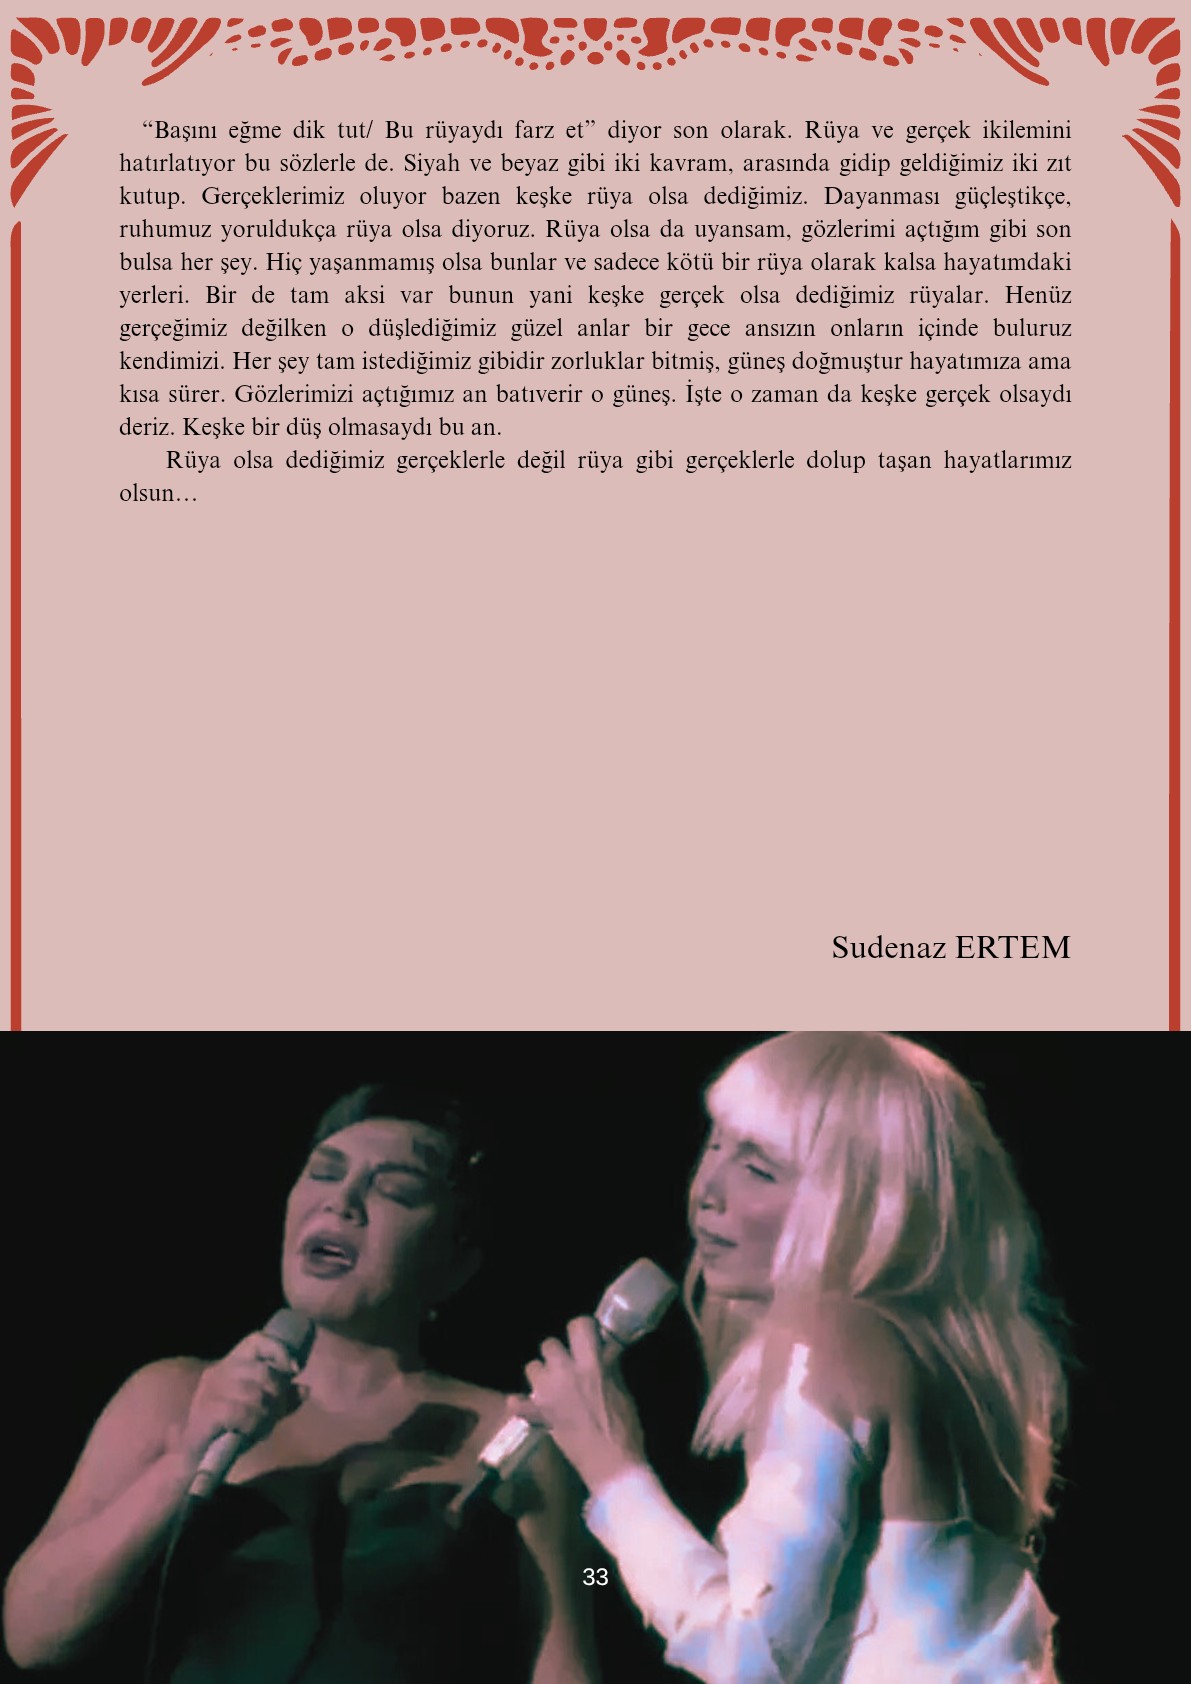 “Başını eğme dik tut/ Bu rüyaydı farz et” diyor son olarak. Rüya ve gerçek ikilemini
hatırlatıyor bu sözlerle de. Siyah ve beyaz gibi iki kavram, arasında gidip geldiğimiz iki zıt
kutup. Gerçeklerimiz oluyor bazen keşke rüya olsa dediğimiz. Dayanması güçleştikçe,
ruhumuz yoruldukça rüya olsa diyoruz. Rüya olsa da uyansam, gözlerimi açtığım gibi son
bulsa her şey. Hiç yaşanmamış olsa bunlar ve sadece kötü bir rüya olarak kalsa hayatımdaki
yerleri. Bir de tam aksi var bunun yani keşke gerçek olsa dediğimiz rüyalar. Henüz
gerçeğimiz değilken o düşlediğimiz güzel anlar bir gece ansızın onların içinde buluruz
kendimizi. Her şey tam istediğimiz gibidir zorluklar bitmiş, güneş doğmuştur hayatımıza ama
kısa sürer. Gözlerimizi açtığımız an batıverir o güneş. İşte o zaman da keşke gerçek olsaydı
deriz. Keşke bir düş olmasaydı bu an.
Rüya olsa dediğimiz gerçeklerle değil rüya gibi gerçeklerle dolup taşan hayatlarımız
olsun…
Sudenaz ERTEM
33